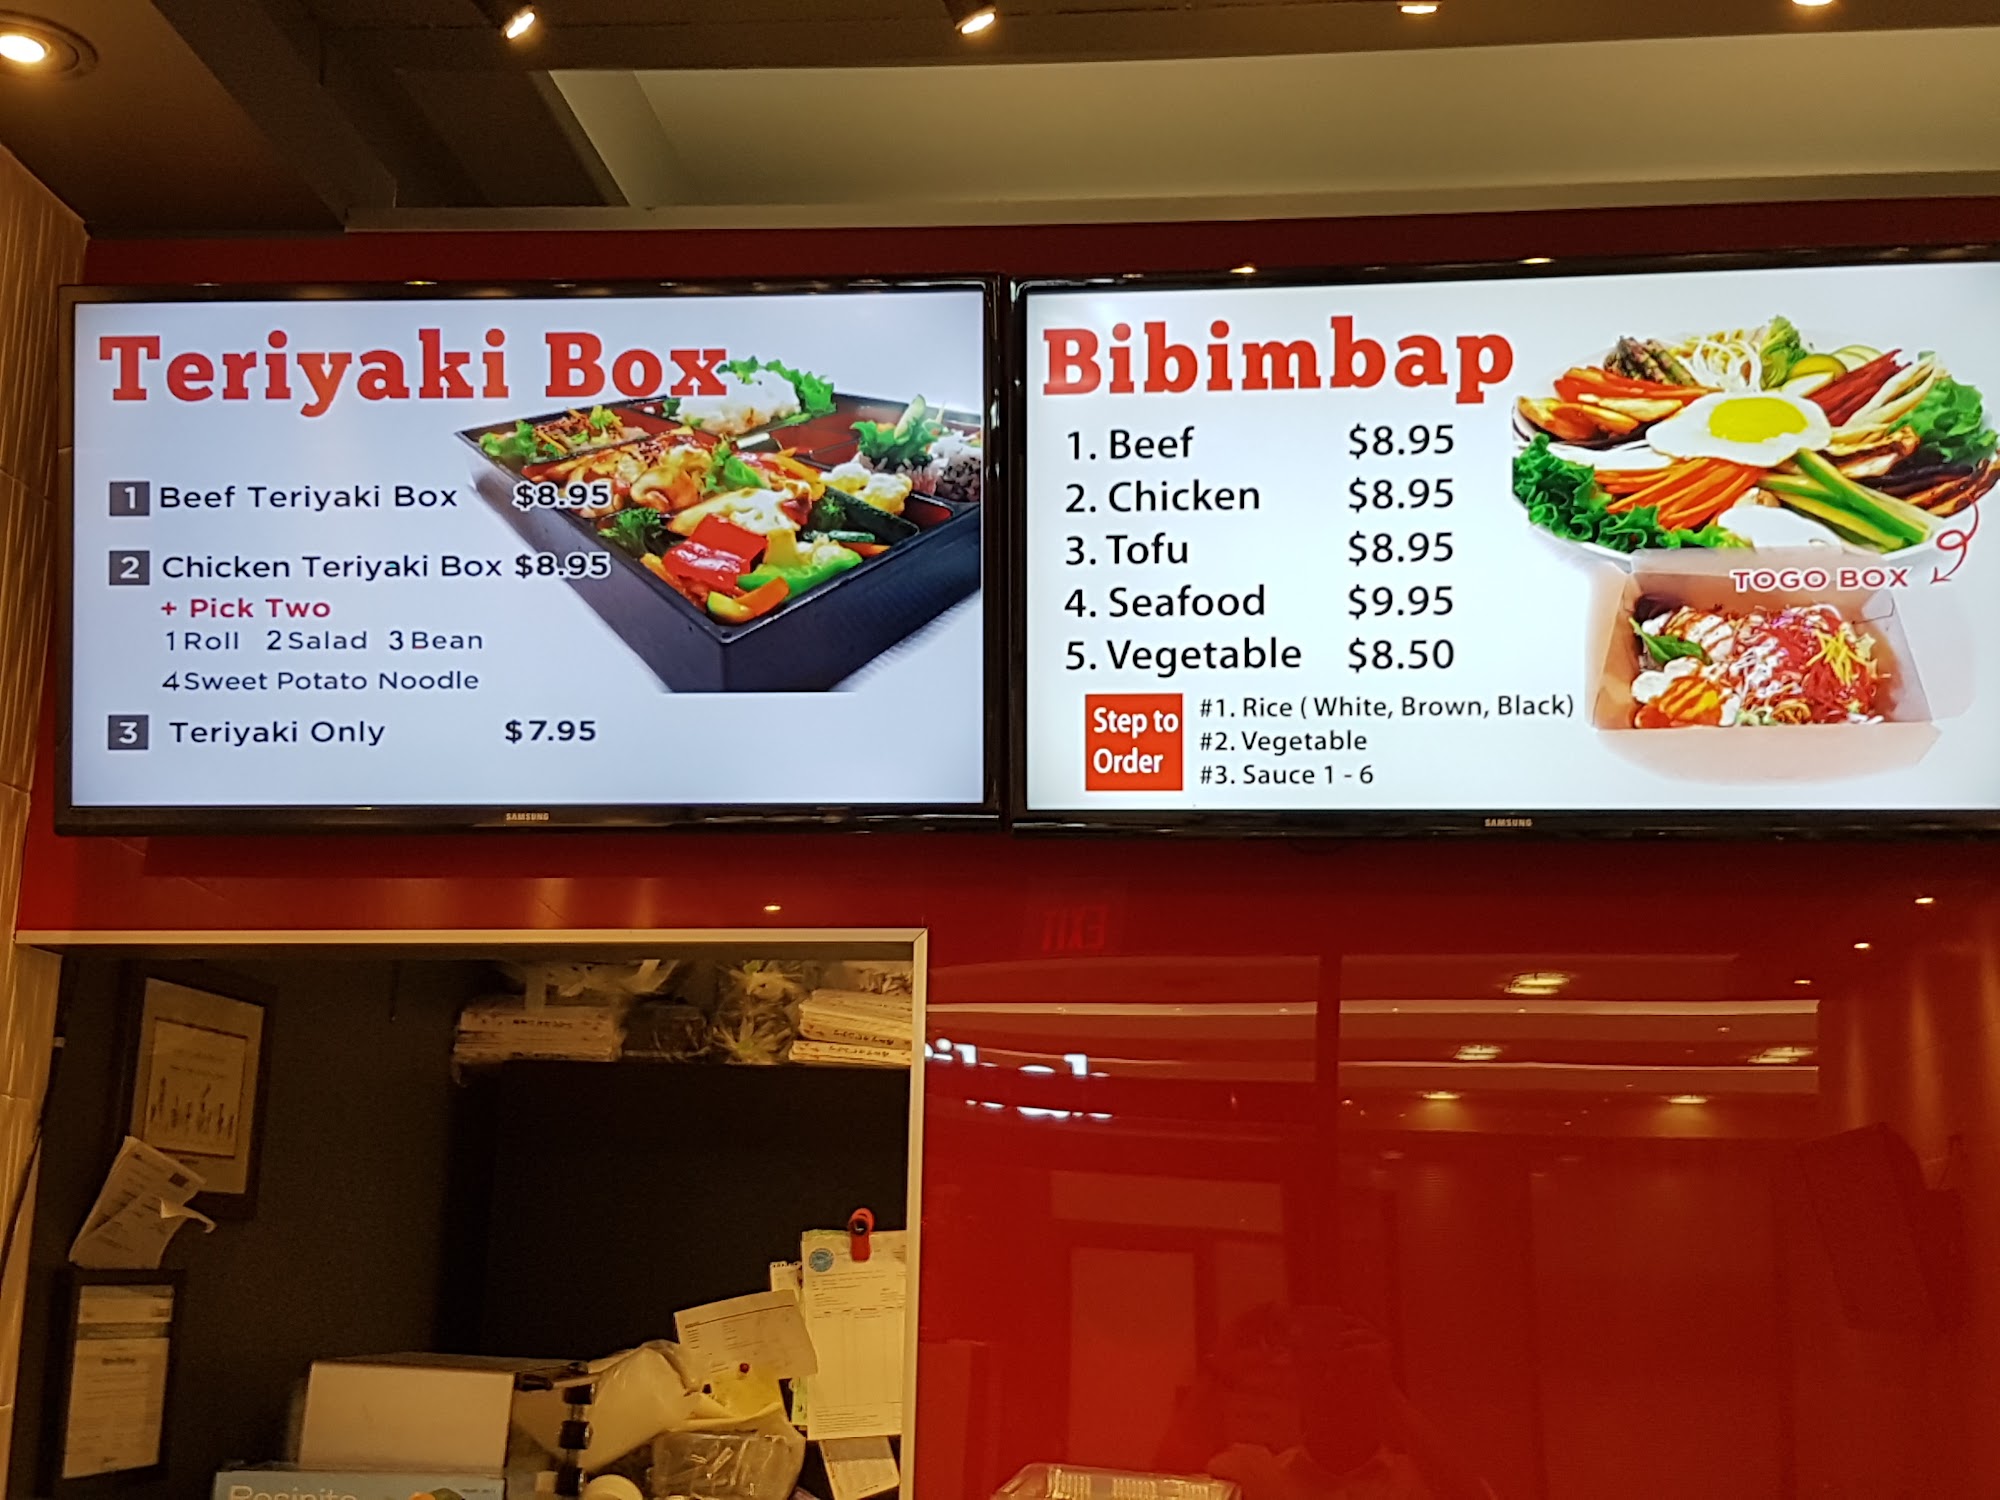 Teriyaki Box
1 Beef Teriyaki Box $8.95
2 Chicken Teriyaki Box $8.95
+ Pick Two
1 Roll 2 Salad 3 Bean
4 Sweet Potato Noodle
3 Teriyaki Only $7.95
SAMSUNG
Bibimbap
1. Beef $8.95
2. Chicken $8.95
3. Tofu $8.95
4. Seafood $9.95
5. Vegetable $8.50
TOGO BOX
Step to
Order
#1. Rice ( White, Brown, Black)
#2. Vegetable
#3. Sauce 1 - 6
SAMSUNG
EXIT